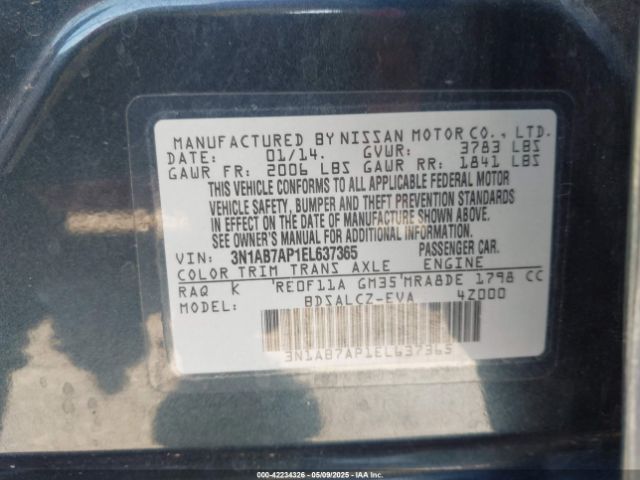 MANUFACTURED BY NISSAN MOTOR CO., LTD.
DATE: 01/14. GVWR: 3783 LBS
GAWR FR: 2006 LBS GAWR RR: 1841 LBS
THIS VEHICLE CONFORMS TO ALL APPLICABLE FEDERAL MOTOR
VEHICLE SAFETY, BUMPER AND THEFT PREVENTION STANDARDS
IN EFFECT ON THE DATE OF MANUFACTURE SHOWN ABOVE.
SEE OWNER'S MANUAL AND OWNER'S INFORMATION.
VIN: 3N1AB7AP1EL637365 PASSENGER CAR.
COLOR TRIM TRANS AXLE ENGINE
RAQ K RE0F11A GM35 MRA8DE 1798 CC
MODEL: BDSALCZ-EVA 4Z000
3N1AB7AP1EL637365
000-42234326 - 05/09/2025 - IAA Inc.